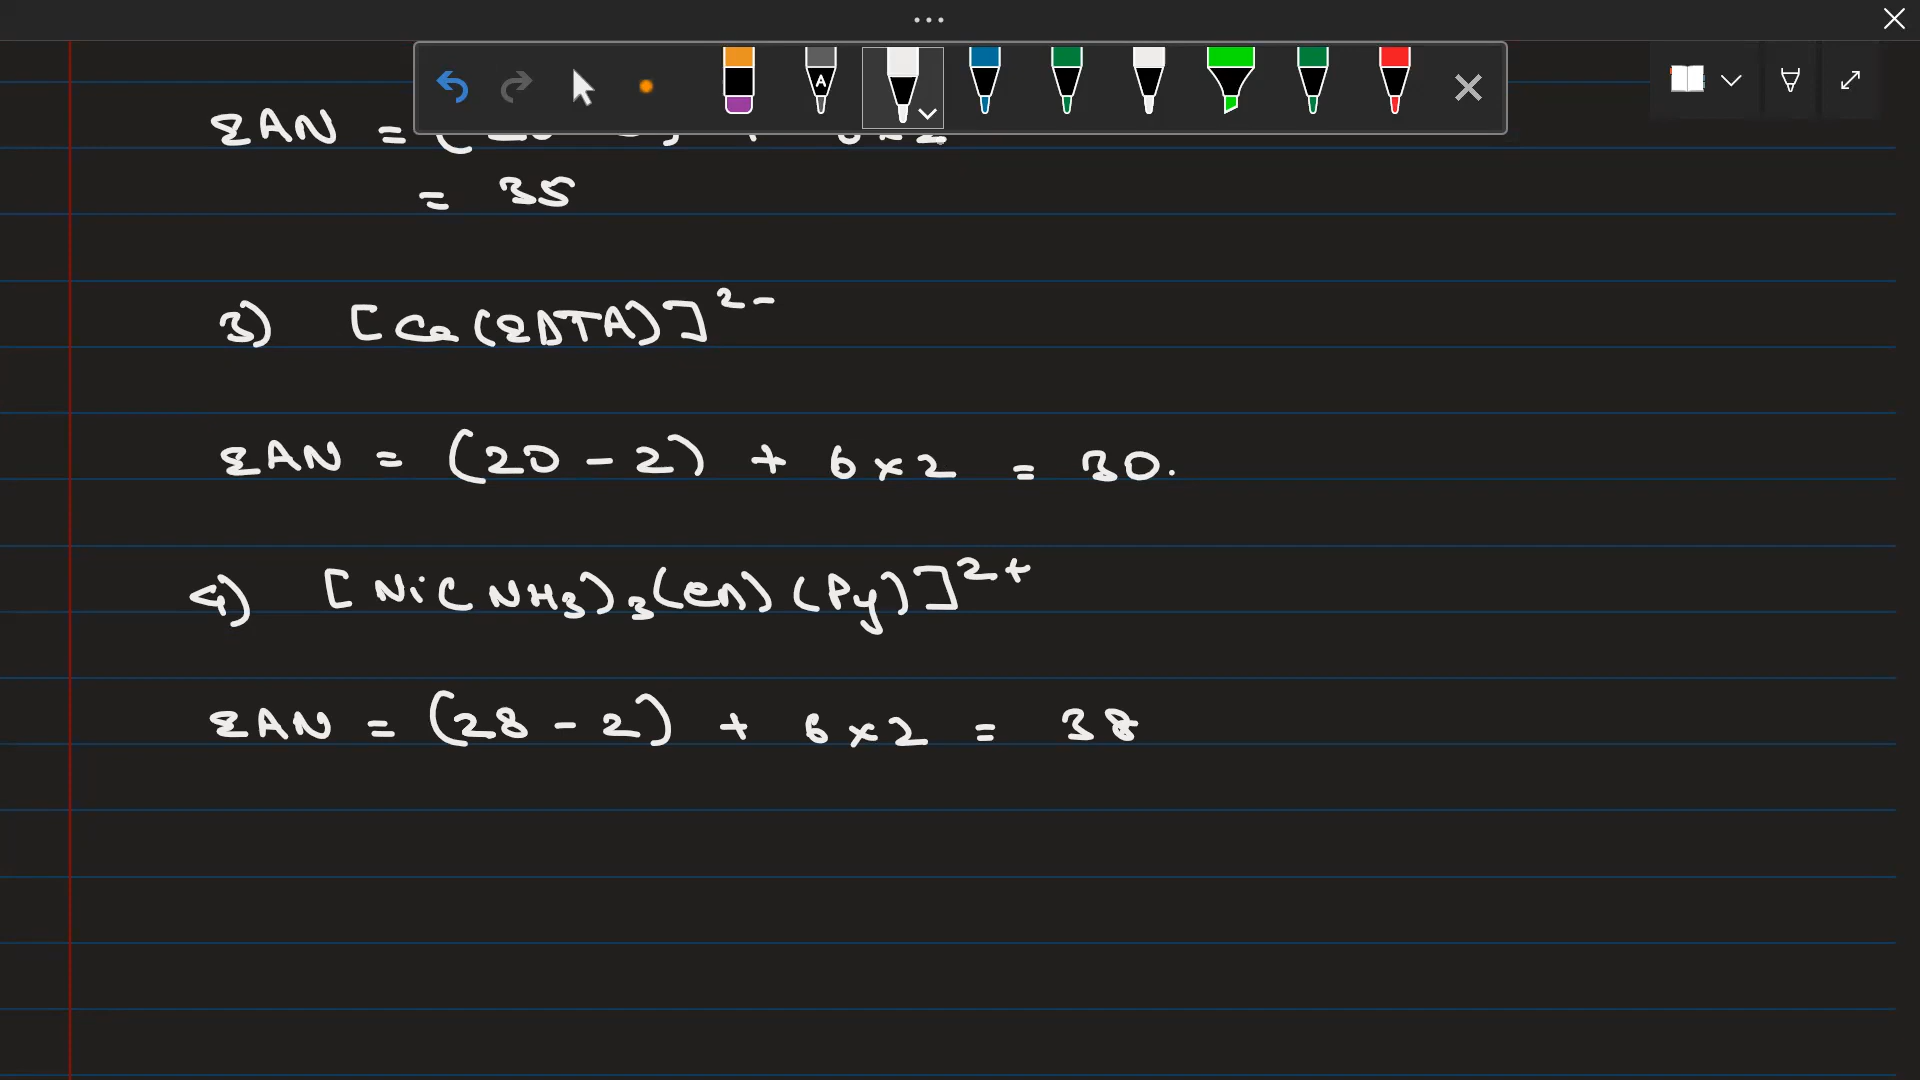 EAN =
= 35
3) [Ca(EDTA)]²⁻
EAN = (20 - 2) + 6 × 2 = 30.
4) [Ni(NH₃)₃(en)(Py)]²⁺
EAN = (28 - 2) + 6 × 2 = 38